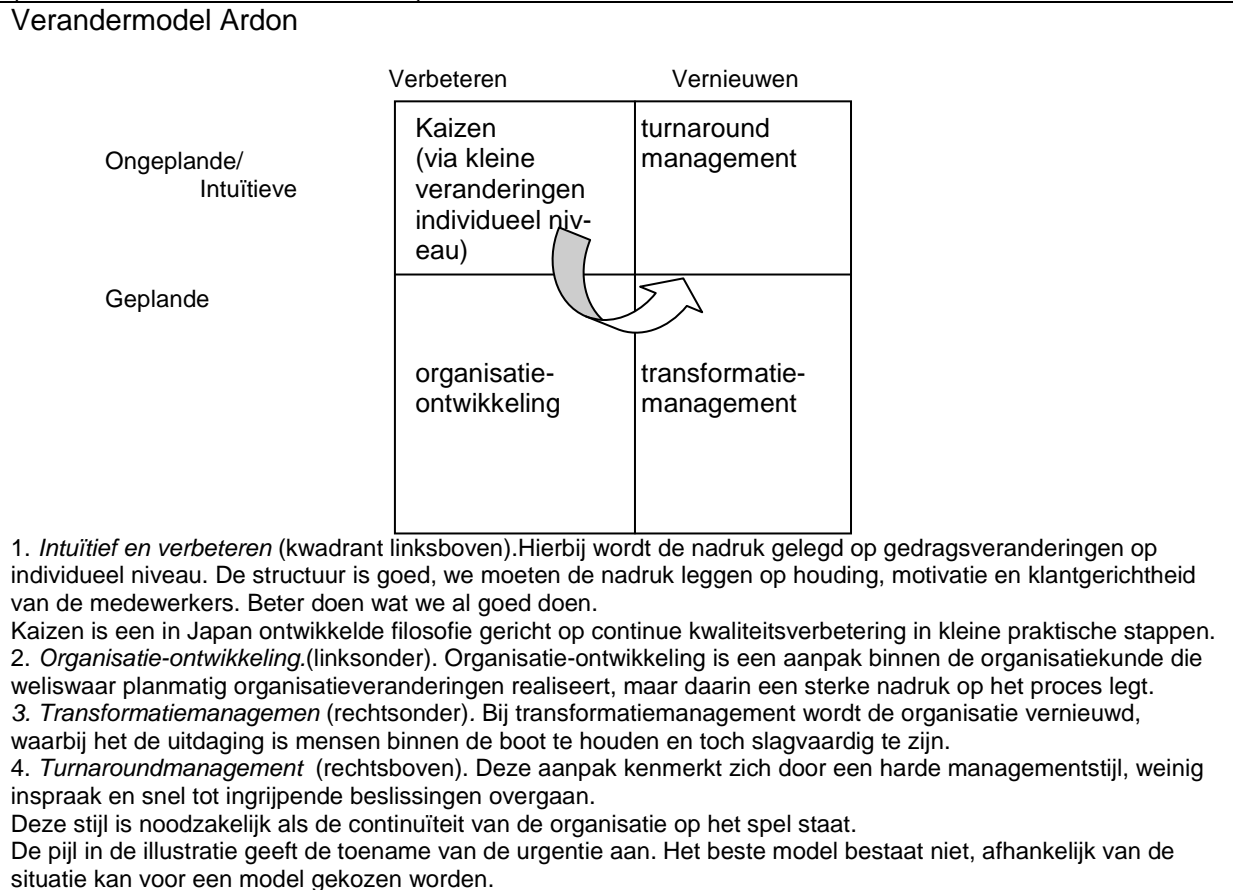 Verandermodel Ardon
Verbeteren Vernieuwen
Ongeplande/
Intuïtieve
Kaizen
(via kleine
veranderingen
individueel niv-
eau)
turnaround
management
Geplande
organisatie-
ontwikkeling
transformatie-
management
1. Intuïtief en verbeteren (kwadrant linksboven).Hierbij wordt de nadruk gelegd op gedragsveranderingen op
individueel niveau. De structuur is goed, we moeten de nadruk leggen op houding, motivatie en klantgerichtheid
van de medewerkers. Beter doen wat we al goed doen.
Kaizen is een in Japan ontwikkelde filosofie gericht op continue kwaliteitsverbetering in kleine praktische stappen.
2. Organisatie-ontwikkeling.(linksonder). Organisatie-ontwikkeling is een aanpak binnen de organisatiekunde die
weliswaar planmatig organisatieveranderingen realiseert, maar daarin een sterke nadruk op het proces legt.
3. Transformatiemanagemen (rechtsonder). Bij transformatiemanagement wordt de organisatie vernieuwd,
waarbij het de uitdaging is mensen binnen de boot te houden en toch slagvaardig te zijn.
4. Turnaroundmanagement (rechtsboven). Deze aanpak kenmerkt zich door een harde managementstijl, weinig
inspraak en snel tot ingrijpende beslissingen overgaan.
Deze stijl is noodzakelijk als de continuïteit van de organisatie op het spel staat.
De pijl in de illustratie geeft de toename van de urgentie aan. Het beste model bestaat niet, afhankelijk van de
situatie kan voor een model gekozen worden.